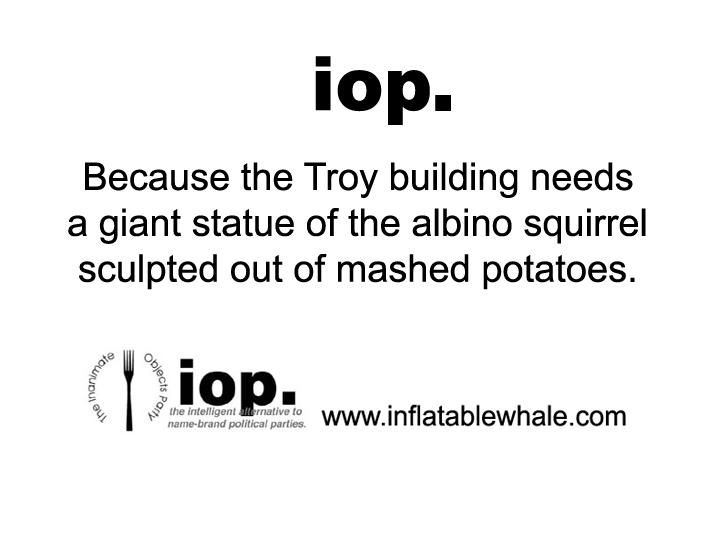 iop.
Because the Troy building needs
a giant statue of the albino squirrel
sculpted out of mashed potatoes.
The Inanimate Objects Party
iop.
the intelligent alternative to
name-brand political parties.
www.inflatablewhale.com